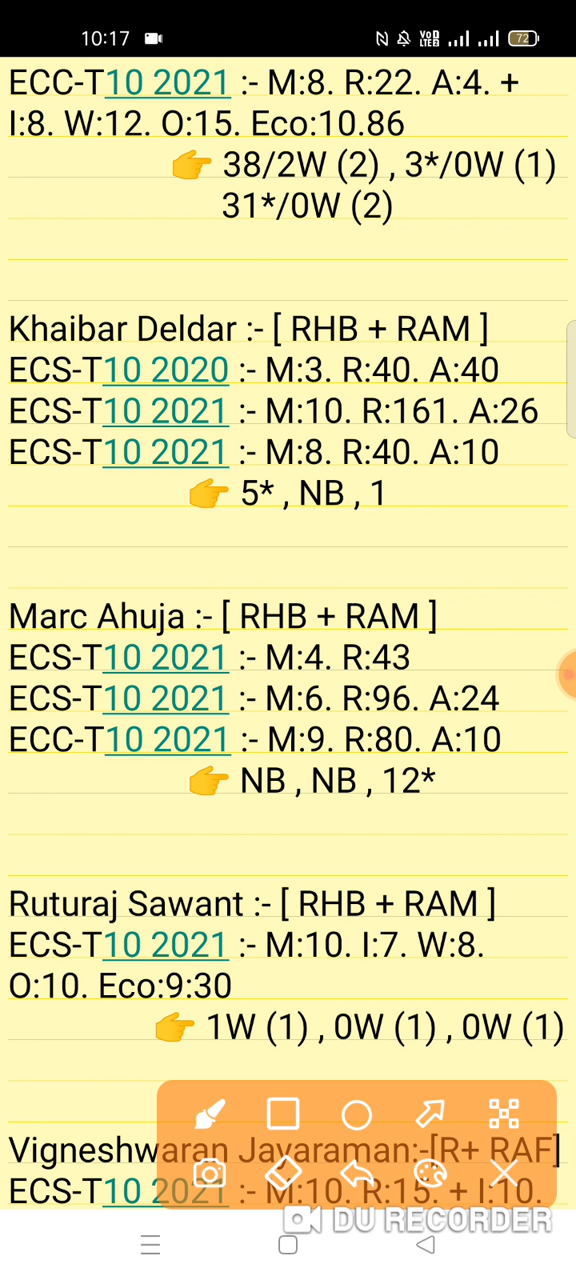 10:17
VoD LTE2 72
ECC-T10 2021 :- M:8. R:22. A:4. +
I:8. W:12. O:15. Eco:10.86
👉 38/2W (2) , 3*/0W (1)
31*/0W (2)
Khaibar Deldar :- [ RHB + RAM ]
ECS-T10 2020 :- M:3. R:40. A:40
ECS-T10 2021 :- M:10. R:161. A:26
ECS-T10 2021 :- M:8. R:40. A:10
👉 5* , NB , 1
Marc Ahuja :- [ RHB + RAM ]
ECS-T10 2021 :- M:4. R:43
ECS-T10 2021 :- M:6. R:96. A:24
ECC-T10 2021 :- M:9. R:80. A:10
👉 NB , NB , 12*
Ruturaj Sawant :- [ RHB + RAM ]
ECS-T10 2021 :- M:10. I:7. W:8.
O:10. Eco:9:30
👉 1W (1) , 0W (1) , 0W (1)
Vigneshwaran Jayaraman:-[R+ RAF]
ECS-T10 2021 :- M:10. R:15. + I:10.
DU RECORDER